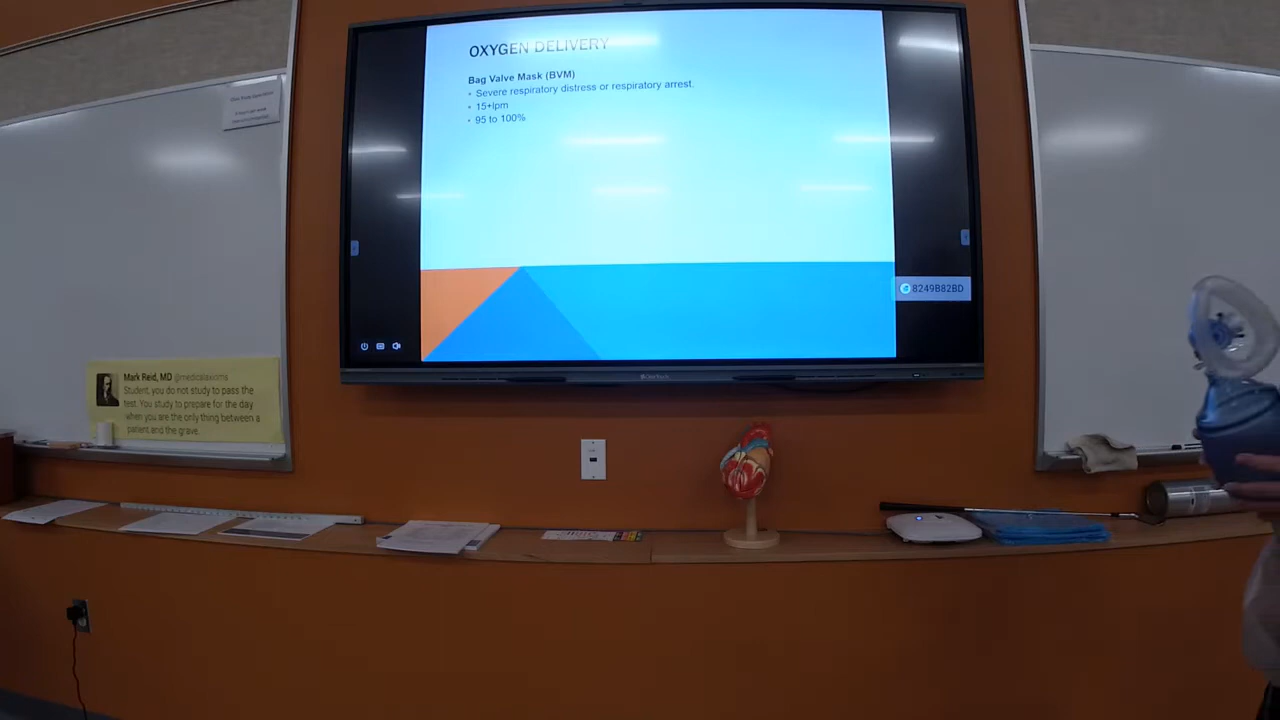 OXYGEN DELIVERY
Bag Valve Mask (BVM)
• Severe respiratory distress or respiratory arrest.
• 15+lpm
• 95 to 100%
8249B82BD
Mark Reid, MD @medicalaxioms
Student, you do not study to pass the
test. You study to prepare for the day
when you are the only thing between a
patient and the grave.